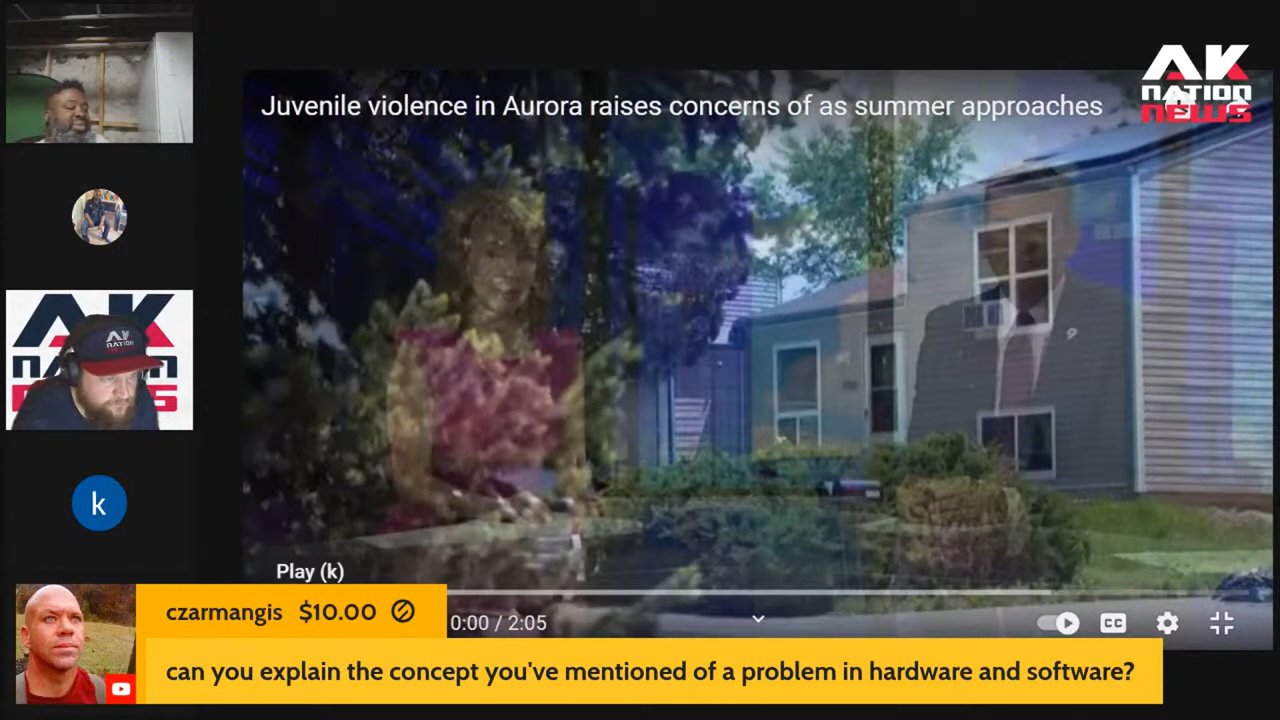 Juvenile violence in Aurora raises concerns of as summer approaches
AK
NATION
NEWS
AK
NATION
k
Play (k)
0:00 / 2:05
CC
czarmangis $10.00
can you explain the concept you've mentioned of a problem in hardware and software?